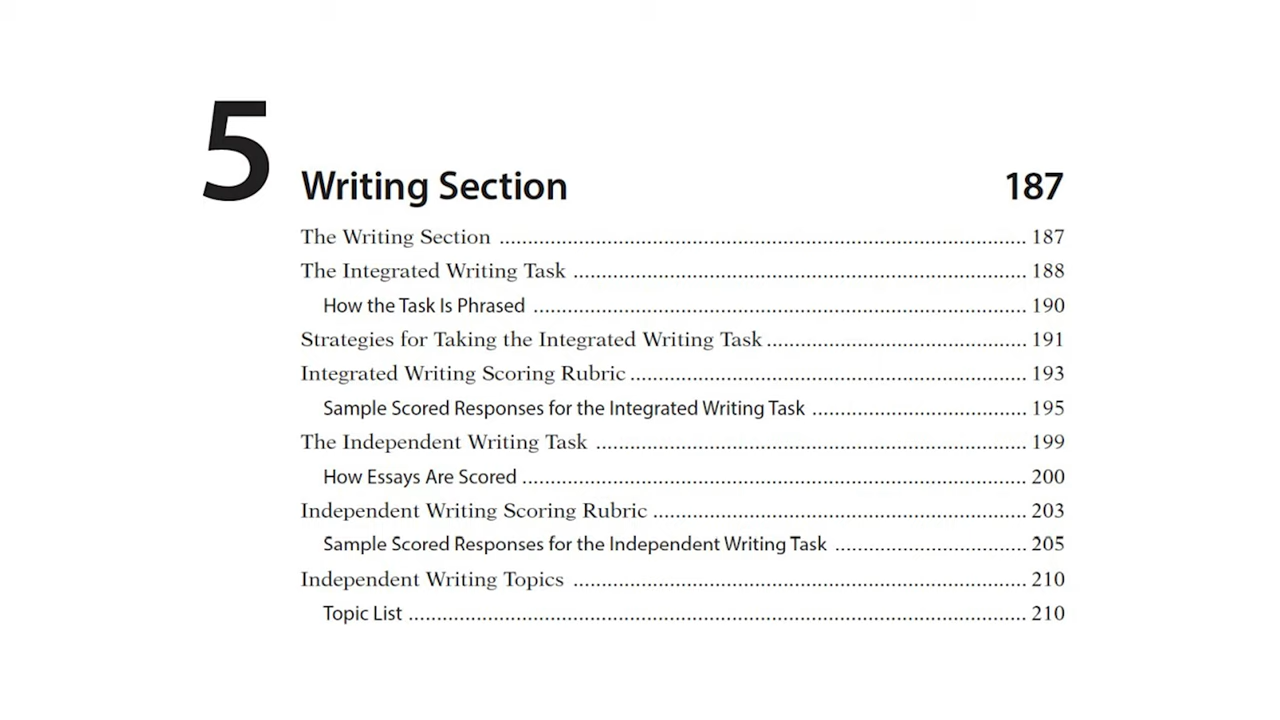 5
Writing Section 187
The Writing Section ........ 187
The Integrated Writing Task ........ 188
How the Task Is Phrased ........ 190
Strategies for Taking the Integrated Writing Task ........ 191
Integrated Writing Scoring Rubric ........ 193
Sample Scored Responses for the Integrated Writing Task ........ 195
The Independent Writing Task ........ 199
How Essays Are Scored ........ 200
Independent Writing Scoring Rubric ........ 203
Sample Scored Responses for the Independent Writing Task ........ 205
Independent Writing Topics ........ 210
Topic List ........ 210